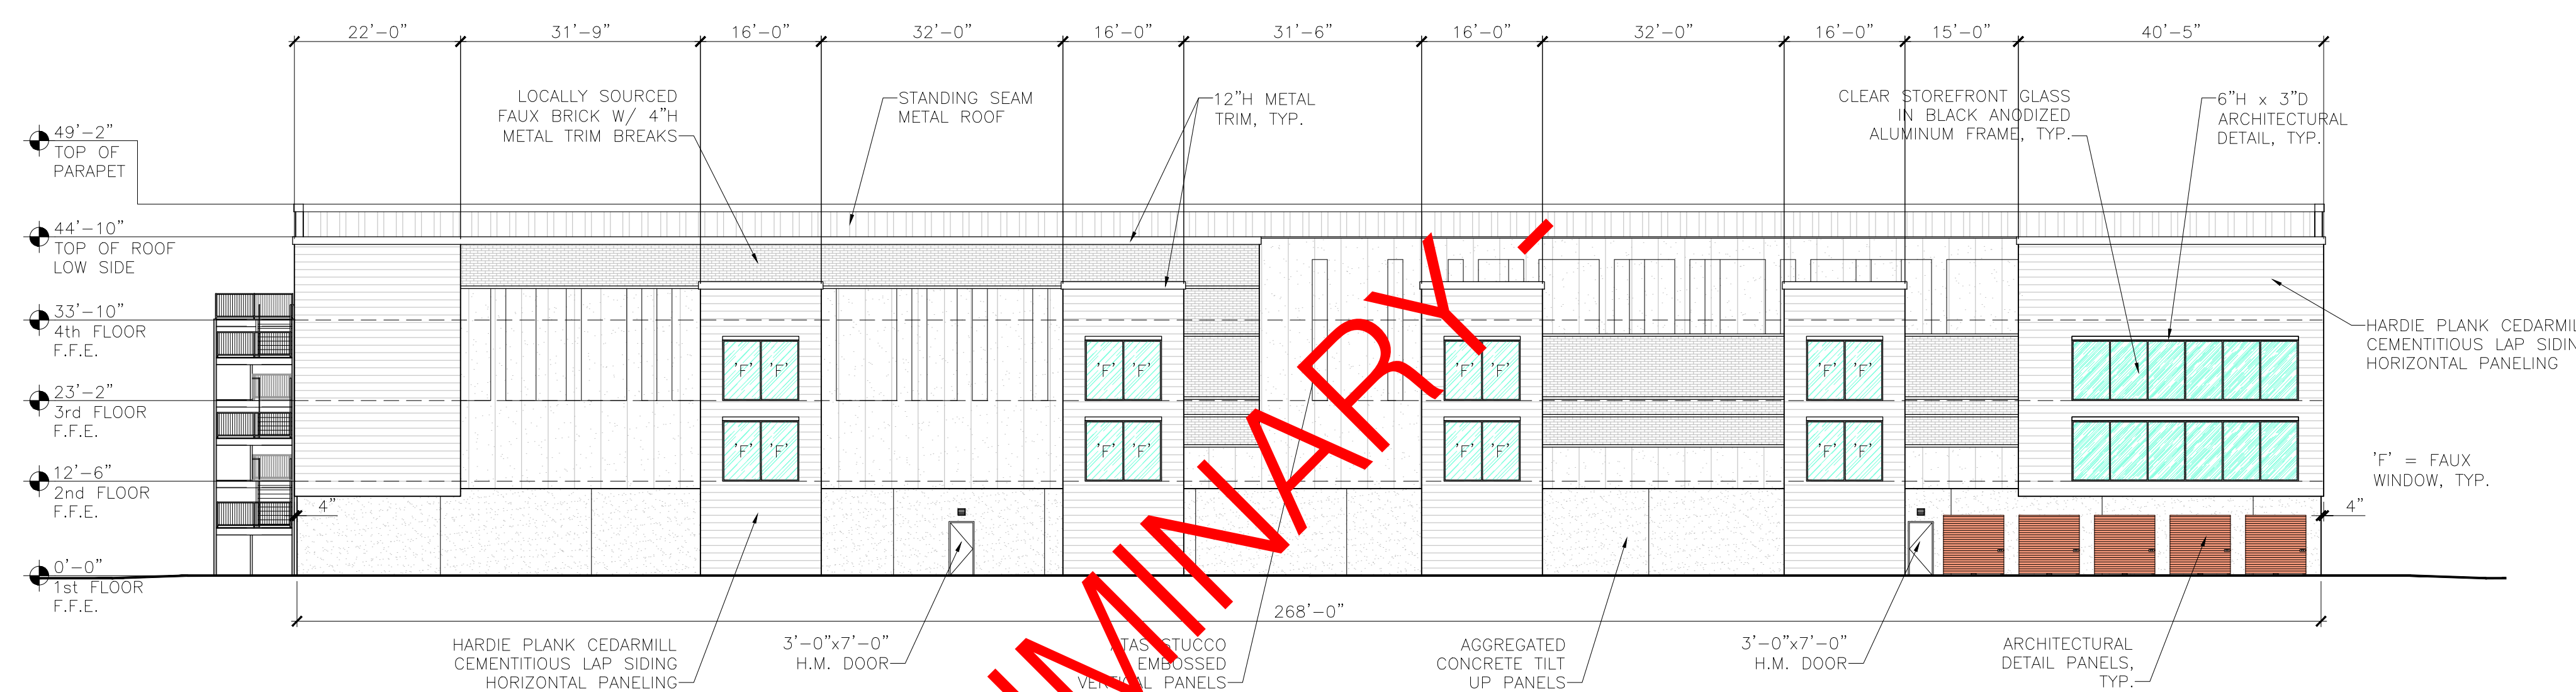 22'-0" 31'-9" 16'-0" 32'-0" 16'-0" 31'-6" 16'-0" 32'-0" 16'-0" 15'-0" 40'-5"
LOCALLY SOURCED
FAUX BRICK W/ 4"H
METAL TRIM BREAKS
STANDING SEAM
METAL ROOF
12"H METAL
TRIM, TYP.
CLEAR STOREFRONT GLASS
IN BLACK ANODIZED
ALUMINUM FRAME, TYP.
6"H x 3"D
ARCHITECTURAL
DETAIL, TYP.
49'-2"
TOP OF
PARAPET
44'-10"
TOP OF ROOF
LOW SIDE
33'-10"
4th FLOOR
F.F.E.
23'-2"
3rd FLOOR
F.F.E.
12'-6"
2nd FLOOR
F.F.E.
0'-0"
1st FLOOR
F.F.E.
'F' 'F' 'F' 'F' 'F' 'F' 'F' 'F'
'F' 'F' 'F' 'F' 'F' 'F' 'F' 'F'
HARDIE PLANK CEDARMIL
CEMENTITIOUS LAP SIDIN
HORIZONTAL PANELING
'F' = FAUX
WINDOW, TYP.
4"
4"
268'-0"
HARDIE PLANK CEDARMILL
CEMENTITIOUS LAP SIDING
HORIZONTAL PANELING
3'-0"x7'-0"
H.M. DOOR
ATAS STUCCO
EMBOSSED
VERTICAL PANELS
AGGREGATED
CONCRETE TILT
UP PANELS
3'-0"x7'-0"
H.M. DOOR
ARCHITECTURAL
DETAIL PANELS,
TYP.
IMINARY -